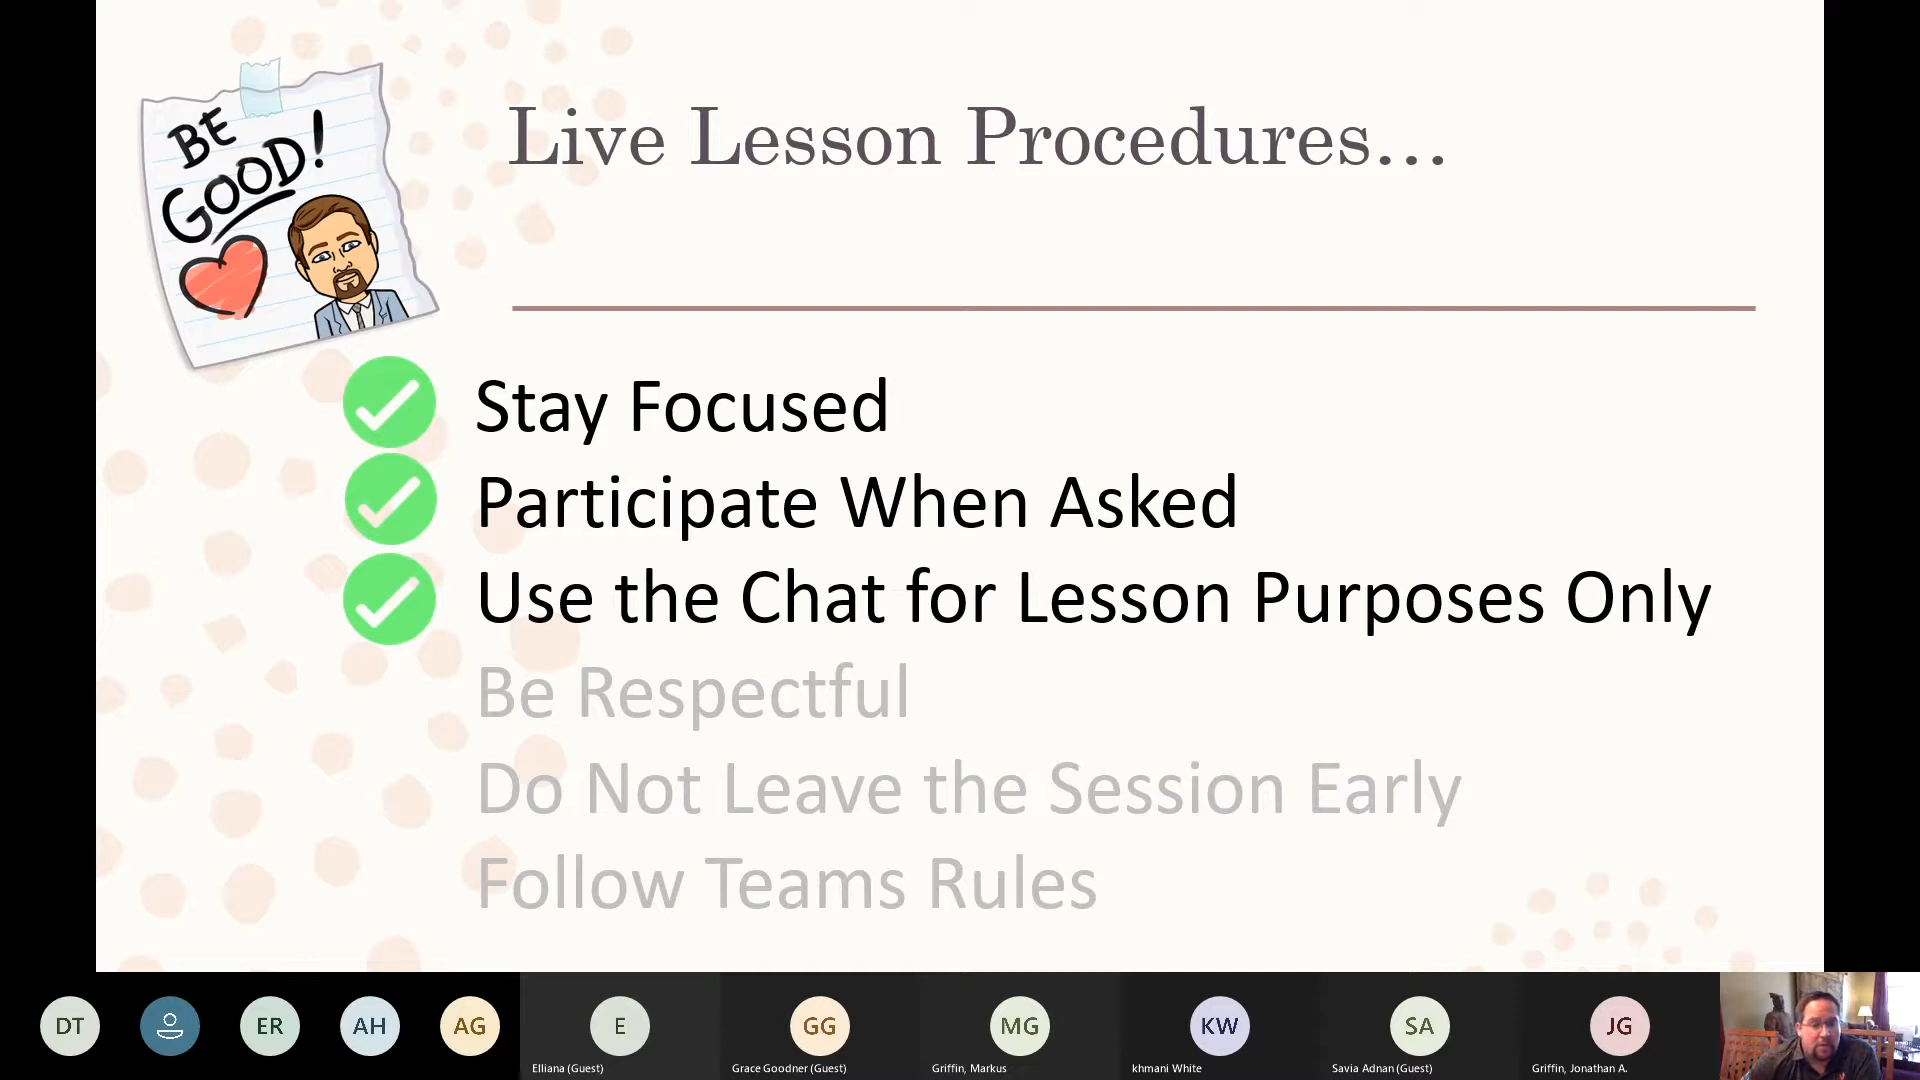 BE
GOOD!
Live Lesson Procedures...
Stay Focused
Participate When Asked
Use the Chat for Lesson Purposes Only
Be Respectful
Do Not Leave the Session Early
Follow Teams Rules
DT
ER
AH
AG
E
GG
MG
KW
SA
JG
Elliana (Guest)
Grace Goodner (Guest)
Griffin, Markus
khmani White
Savia Adnan (Guest)
Griffin, Jonathan A.